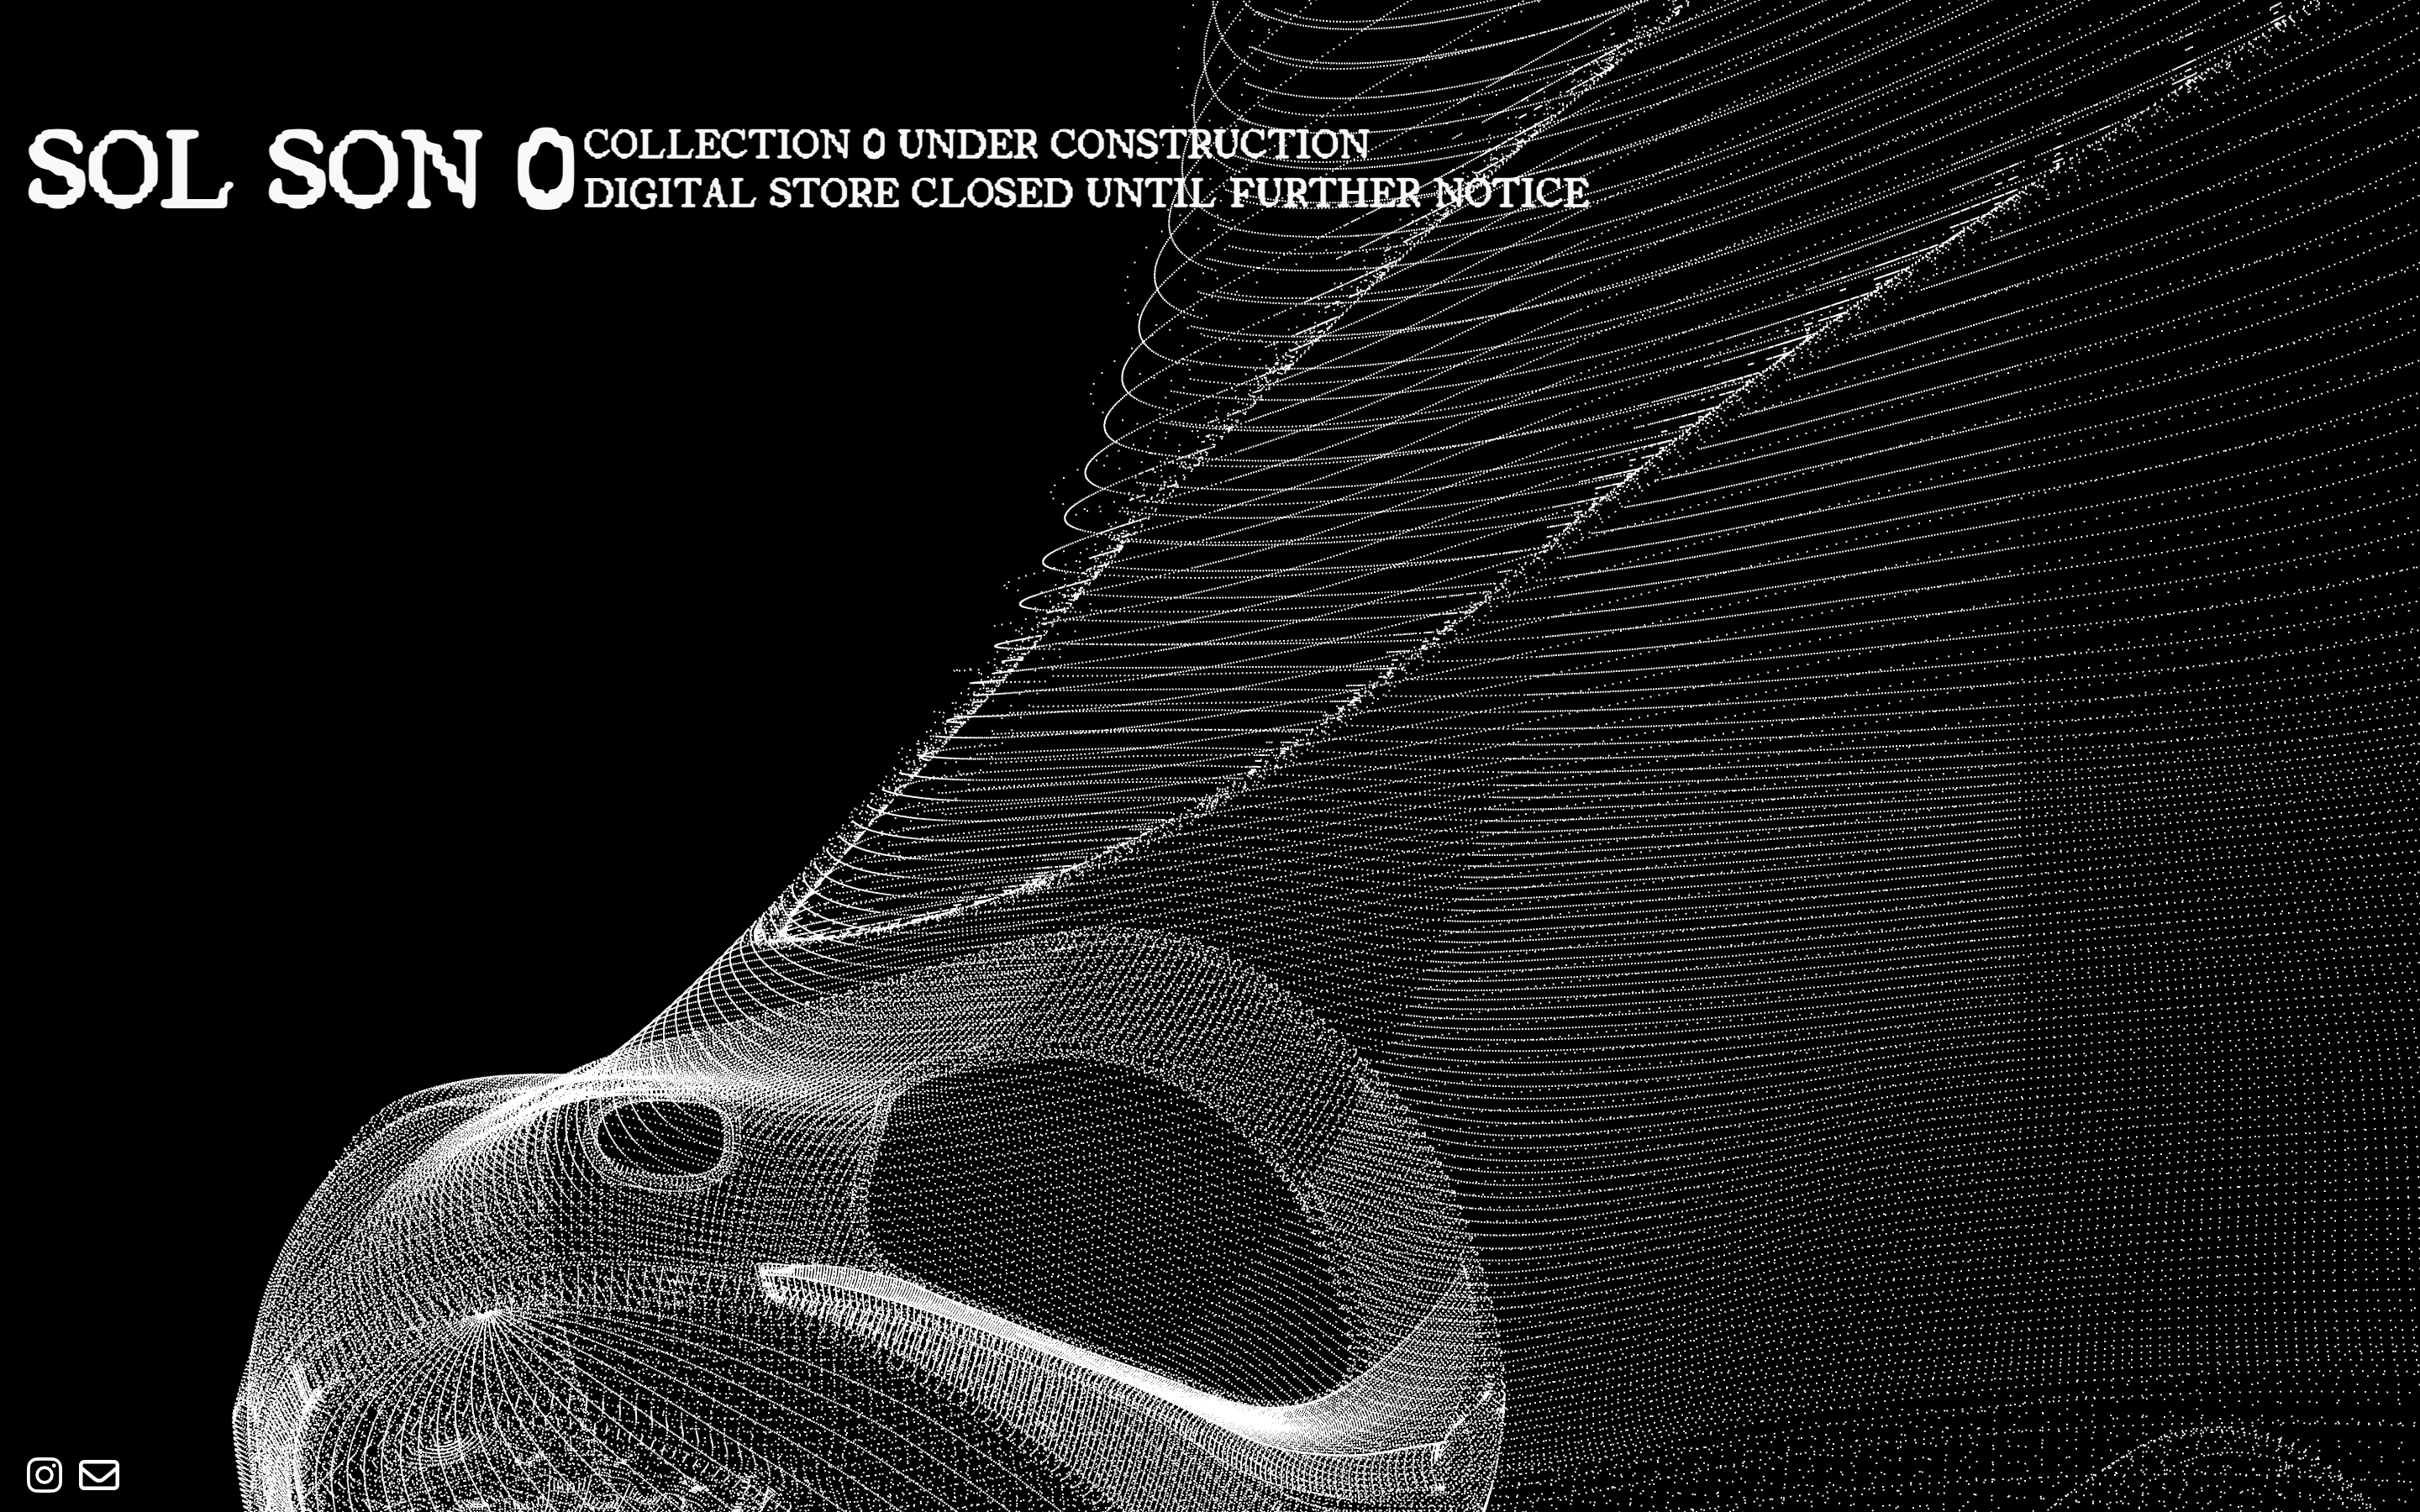 SOL SON 0
COLLECTION 0 UNDER CONSTRUCTION
DIGITAL STORE CLOSED UNTIL FURTHER NOTICE